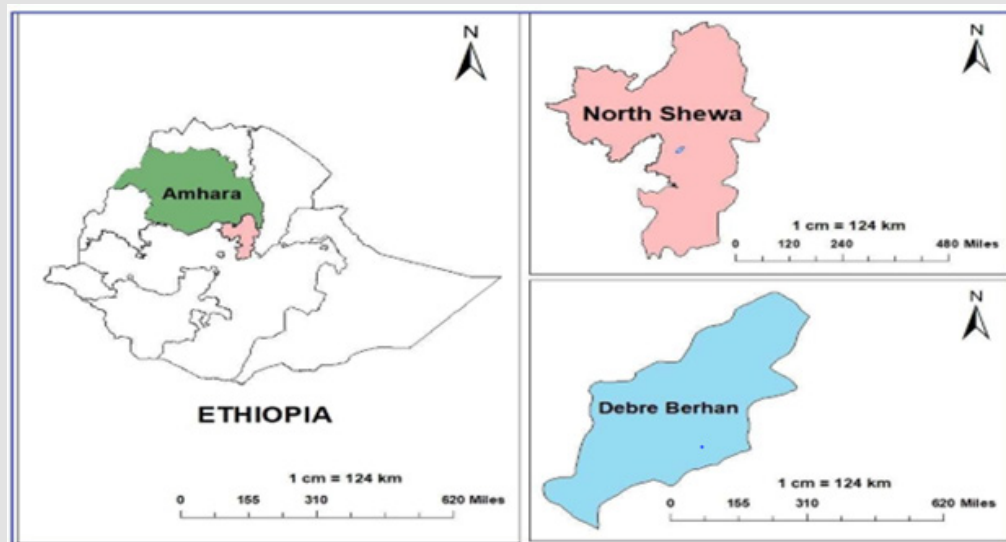 N
Amhara
ETHIOPIA
1 cm = 124 km
0 155 310 620 Miles
N
North Shewa
1 cm = 124 km
0 120 240 480 Miles
N
Debre Berhan
1 cm = 124 km
0 155 310 620 Miles